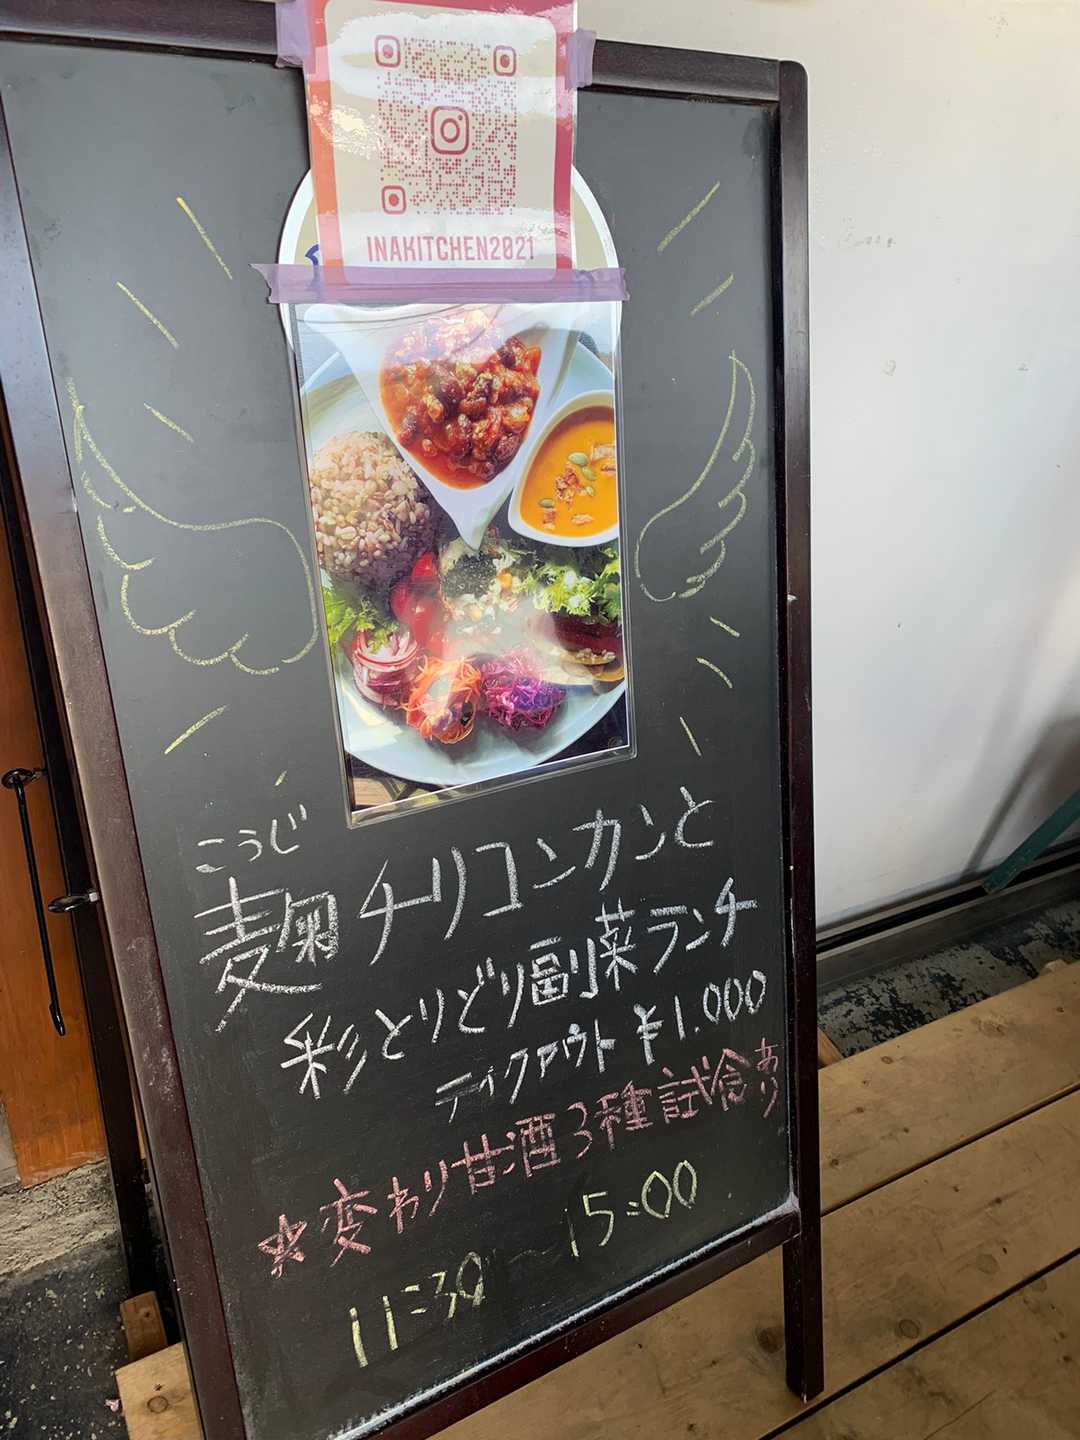 INAKITCHEN2021
こうじ
麹チリコンカンと
彩とりどり副菜ランチ
テイクアウト ¥1.000
☆変わり甘酒3種試食あり
11:30〜15:00